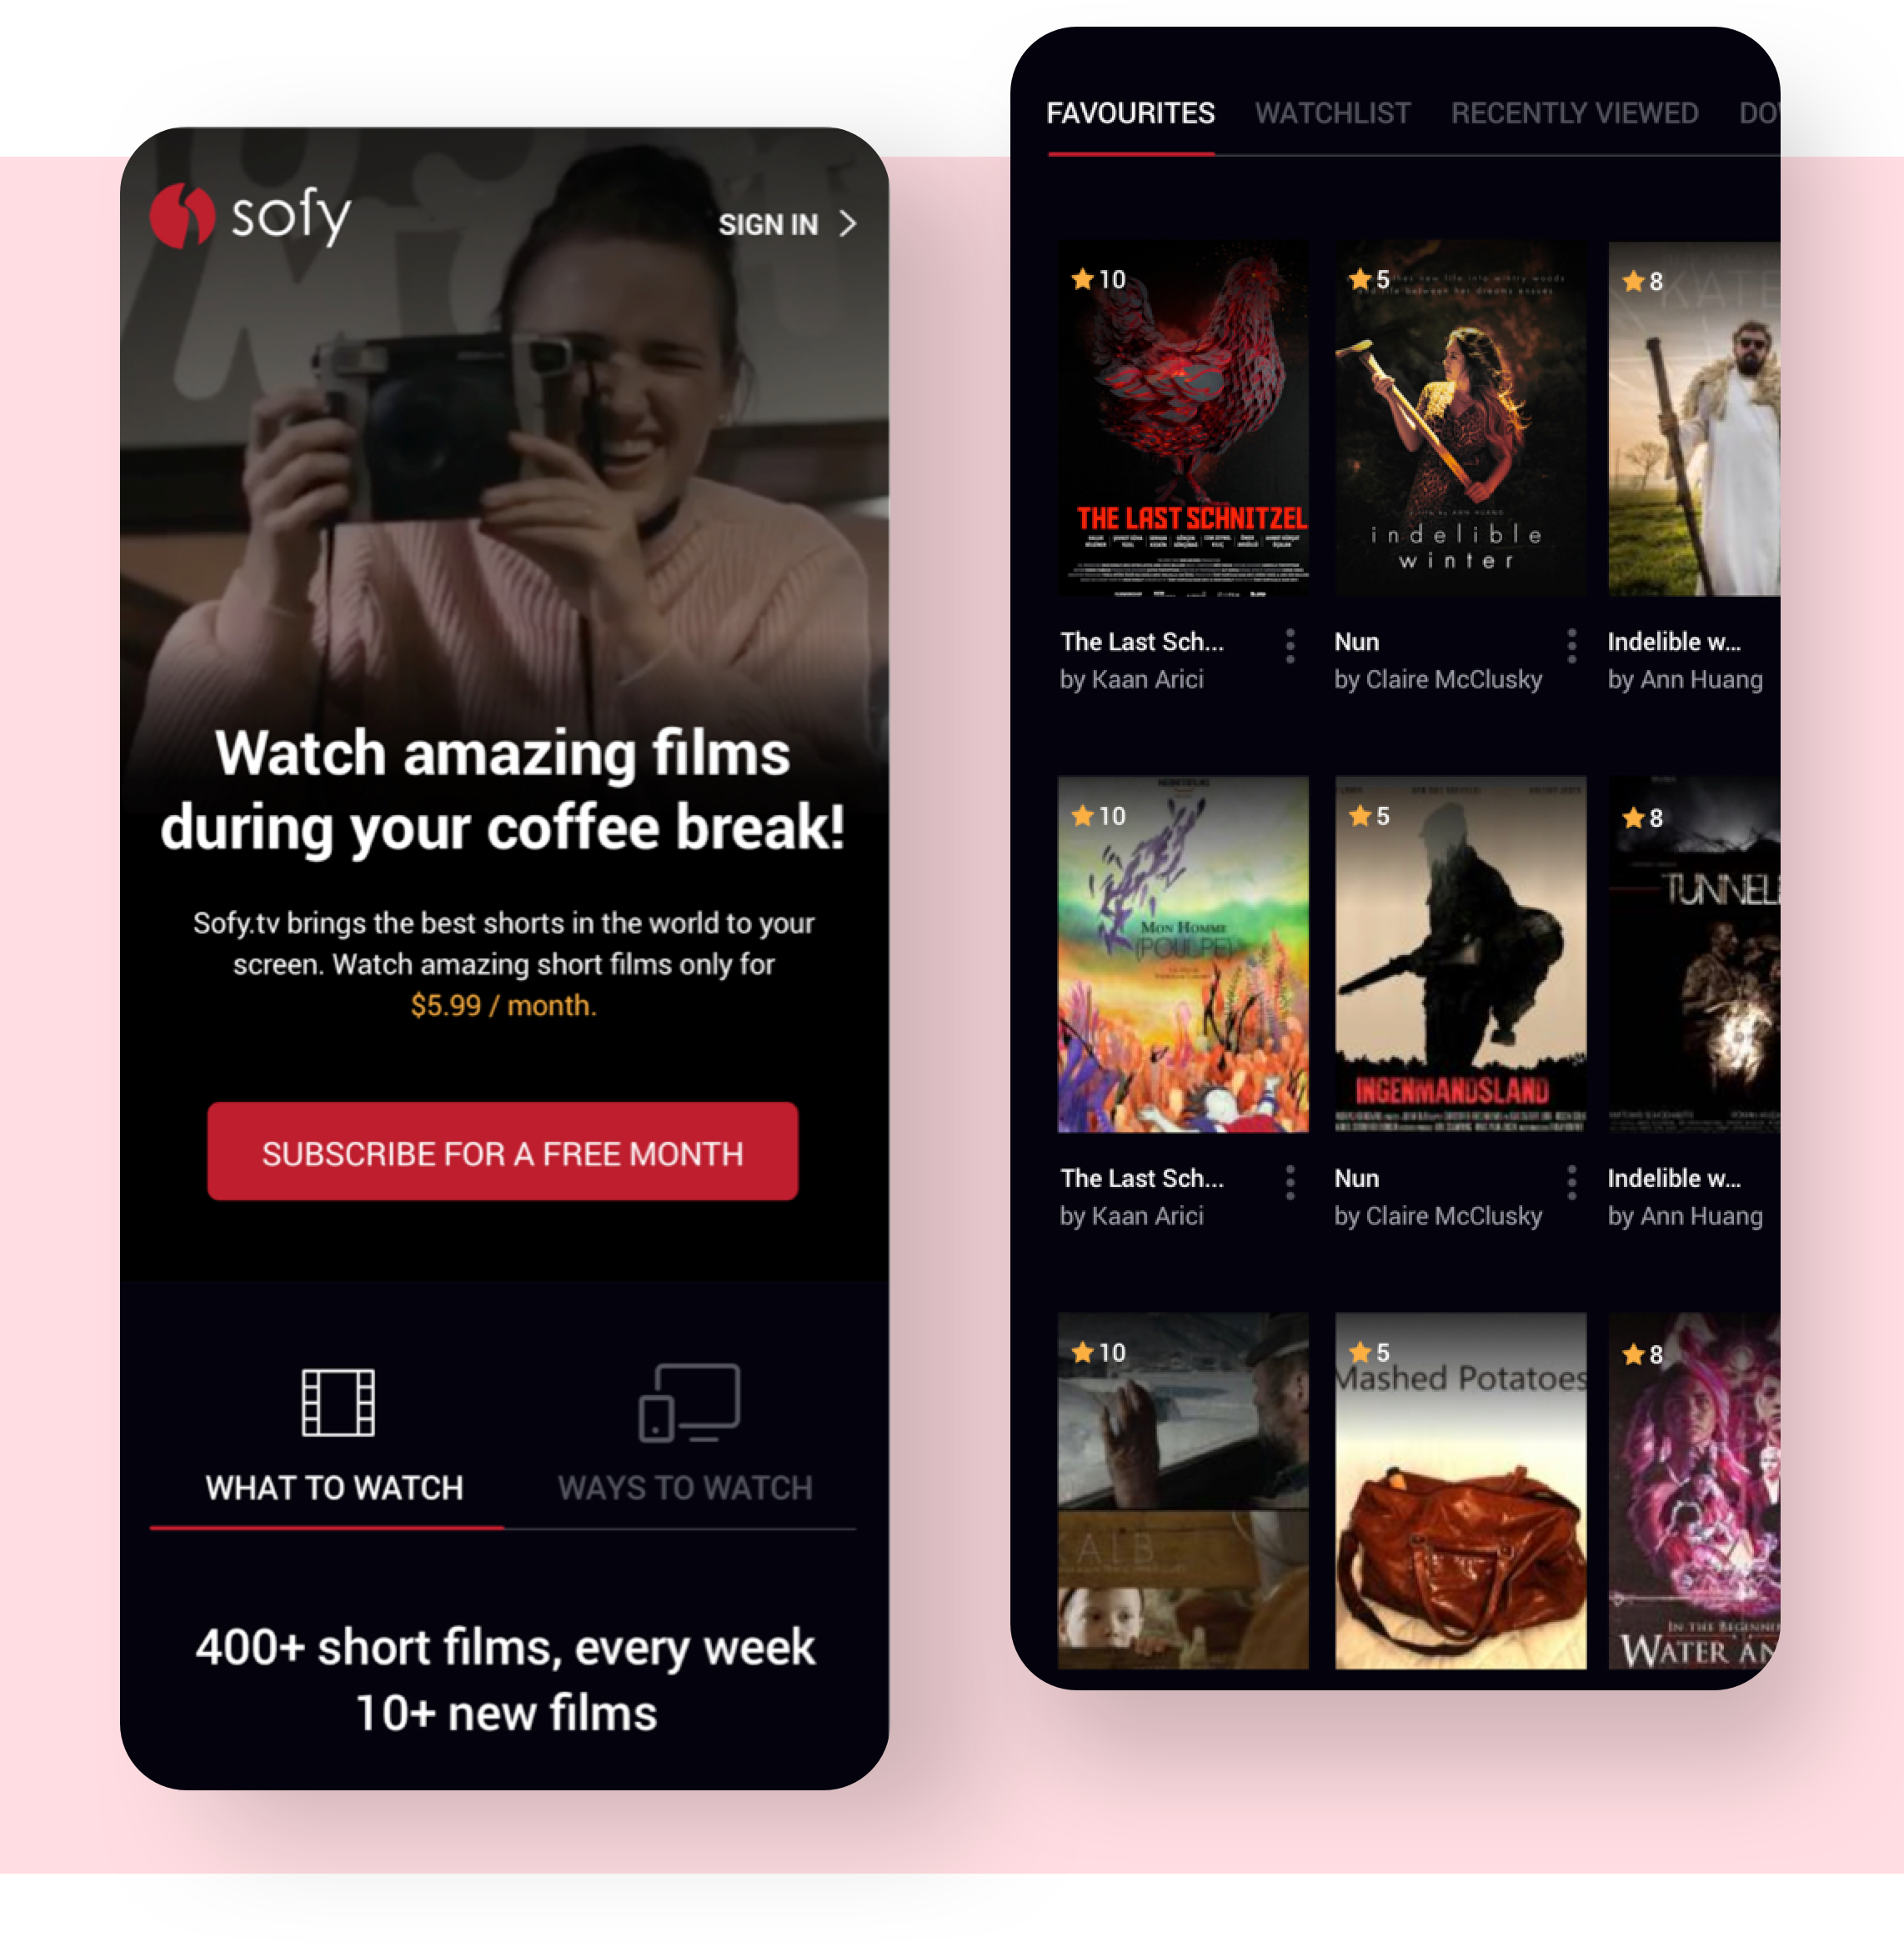 sofy
SIGN IN
Watch amazing films
during your coffee break!
Sofy.tv brings the best shorts in the world to your
screen. Watch amazing short films only for
$5.99 / month.
SUBSCRIBE FOR A FREE MONTH
WHAT TO WATCH
WAYS TO WATCH
400+ short films, every week
10+ new films
FAVOURITES
WATCHLIST
RECENTLY VIEWED
10
5
8
THE LAST SCHNITZEL
indelible
winter
The Last Sch...
by Kaan Arici
Nun
by Claire McClusky
Indelible w...
by Ann Huang
10
5
8
MON HOMME
(POULPE)
INGENMANDSLAND
The Last Sch...
by Kaan Arici
Nun
by Claire McClusky
Indelible w...
by Ann Huang
10
5
8
Mashed Potatoes
IN THE
WATER